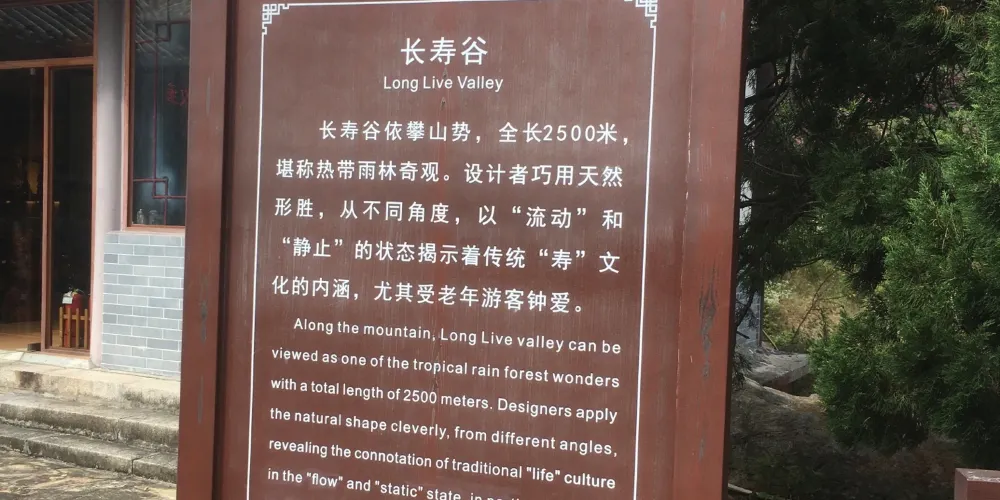 长寿谷
Long Live Valley
长寿谷依攀山势，全长2500米，
堪称热带雨林奇观。设计者巧用天然
形胜，从不同角度，以“流动”和
“静止”的状态揭示着传统“寿”文
化的内涵，尤其受老年游客钟爱。
Along the mountain, Long Live valley can be
viewed as one of the tropical rain forest wonders
with a total length of 2500 meters. Designers apply
the natural shape cleverly, from different angles,
revealing the connotation of traditional "life" culture
in the "flow" and "static" state, in